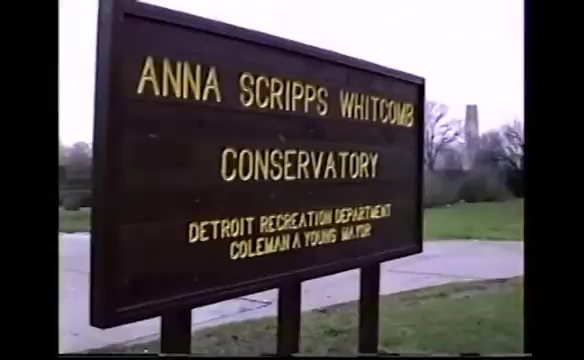 ANNA SCRIPPS WHITCOMB
CONSERVATORY
DETROIT RECREATION DEPARTMENT
COLEMAN A YOUNG MAYOR